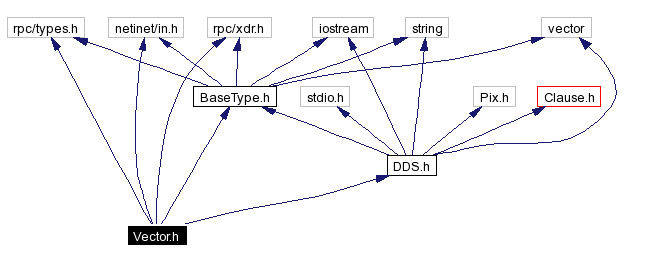 rpc/types.h
netinet/in.h
rpc/xdr.h
iostream
string
vector
BaseType.h
stdio.h
Pix.h
Clause.h
DDS.h
Vector.h